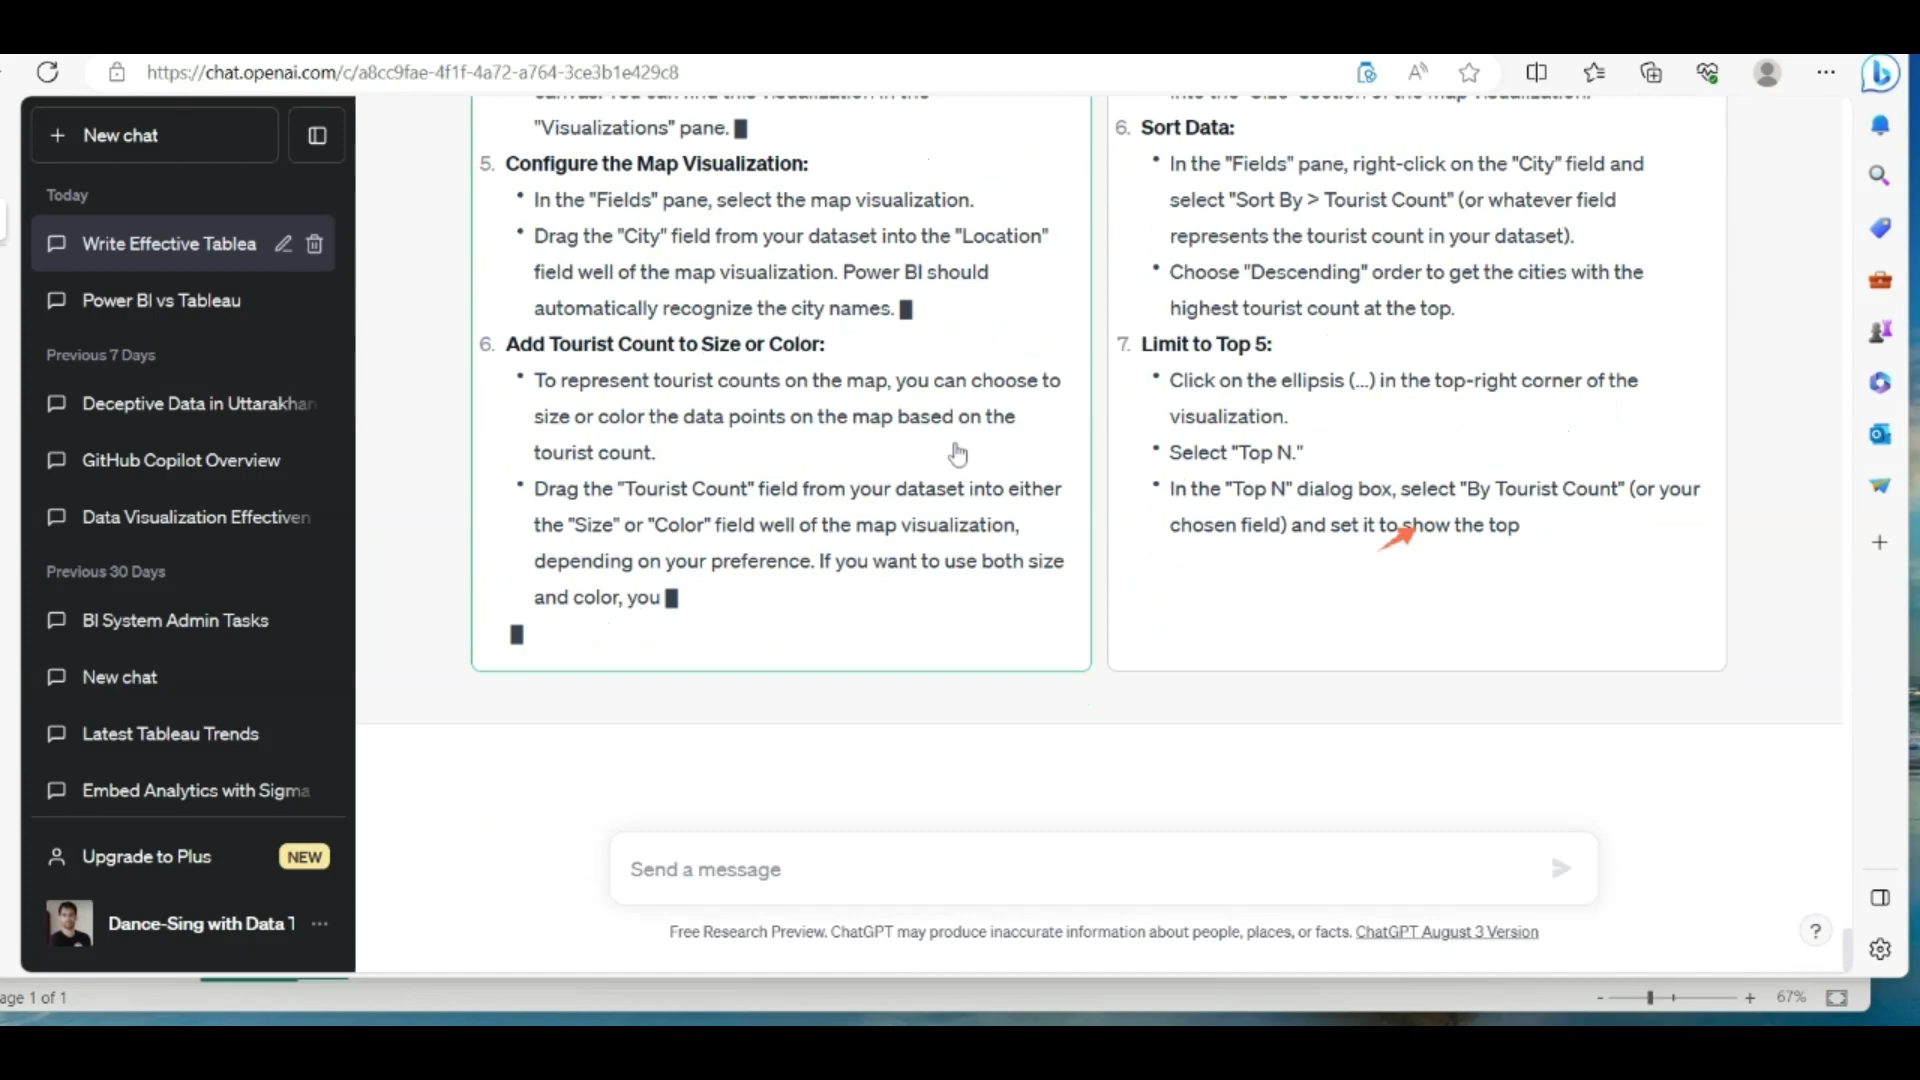 https://chat.openai.com/c/a8cc9fae-4f1f-4a72-a764-3ce3b1e429c8
New chat
Today
Write Effective Tablea
Power BI vs Tableau
Previous 7 Days
Deceptive Data in Uttarakhan
GitHub Copilot Overview
Data Visualization Effectiven
Previous 30 Days
BI System Admin Tasks
New chat
Latest Tableau Trends
Embed Analytics with Sigma
Upgrade to Plus
NEW
Dance-Sing with Data T
"Visualizations" pane.
5. Configure the Map Visualization:
• In the "Fields" pane, select the map visualization.
• Drag the "City" field from your dataset into the "Location"
field well of the map visualization. Power BI should
automatically recognize the city names.
6. Add Tourist Count to Size or Color:
• To represent tourist counts on the map, you can choose to
size or color the data points on the map based on the
tourist count.
• Drag the "Tourist Count" field from your dataset into either
the "Size" or "Color" field well of the map visualization,
depending on your preference. If you want to use both size
and color, you
6. Sort Data:
• In the "Fields" pane, right-click on the "City" field and
select "Sort By > Tourist Count" (or whatever field
represents the tourist count in your dataset).
• Choose "Descending" order to get the cities with the
highest tourist count at the top.
7. Limit to Top 5:
• Click on the ellipsis (...) in the top-right corner of the
visualization.
• Select "Top N."
• In the "Top N" dialog box, select "By Tourist Count" (or your
chosen field) and set it to show the top
Send a message
Free Research Preview. ChatGPT may produce inaccurate information about people, places, or facts. ChatGPT August 3 Version
?
age 1 of 1
67%